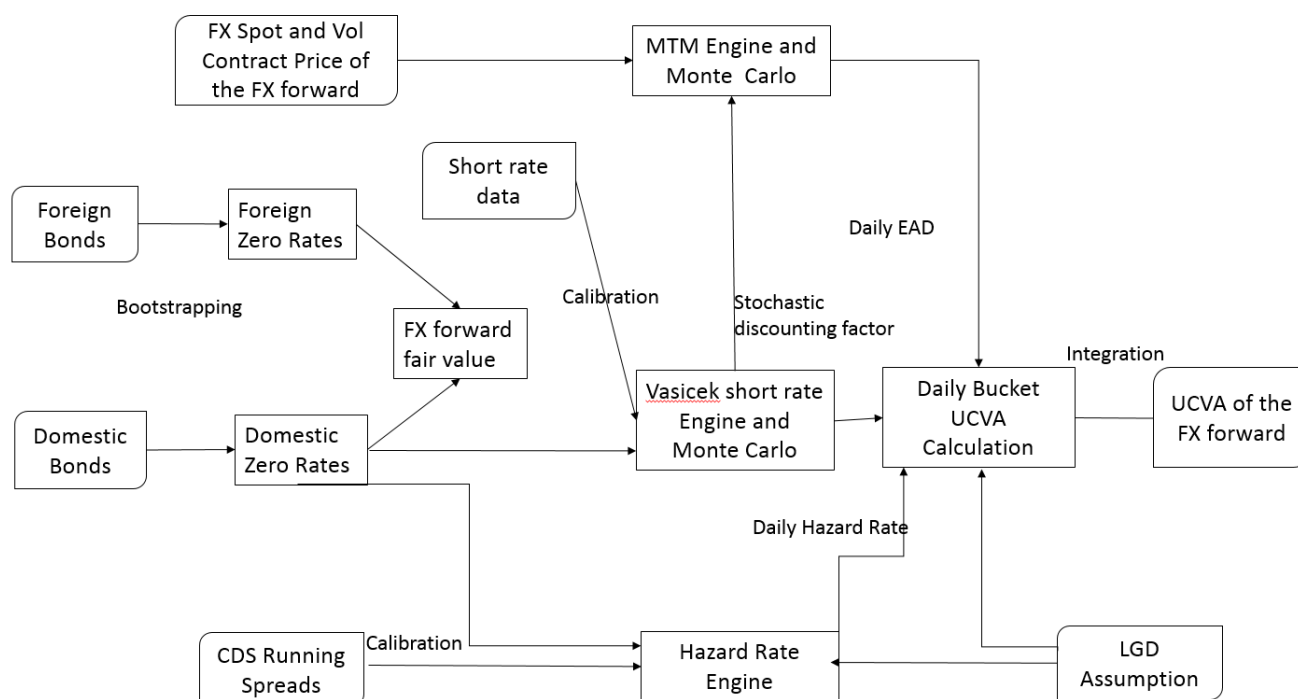 FX Spot and Vol
Contract Price of
the FX forward
MTM Engine and
Monte Carlo
Short rate
data
Foreign
Bonds
Foreign
Zero Rates
Daily EAD
Bootstrapping
Calibration
Stochastic
discounting factor
FX forward
fair value
Integration
Vasicek short rate
Engine and
Monte Carlo
Daily Bucket
UCVA
Calculation
UCVA of the
FX forward
Domestic
Bonds
Domestic
Zero Rates
Daily Hazard Rate
Calibration
CDS Running
Spreads
Hazard Rate
Engine
LGD
Assumption